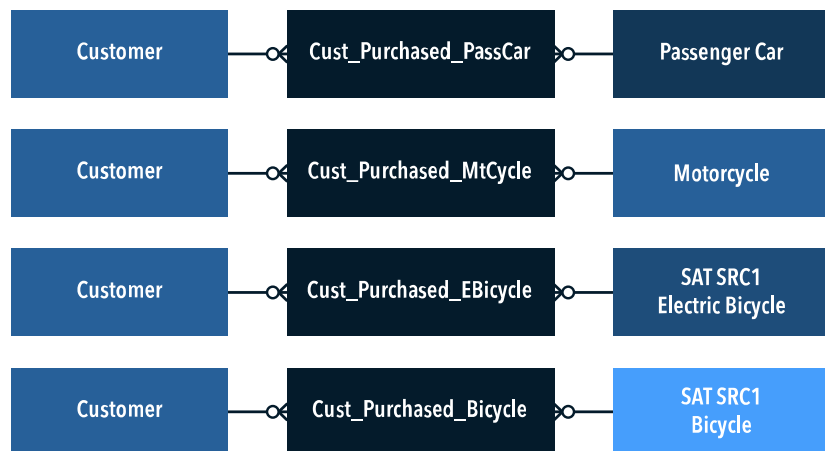 Customer
Cust_Purchased_PassCar
Passenger Car
Customer
Cust_Purchased_MtCycle
Motorcycle
Customer
Cust_Purchased_EBicycle
SAT SRC1
Electric Bicycle
Customer
Cust_Purchased_Bicycle
SAT SRC1
Bicycle